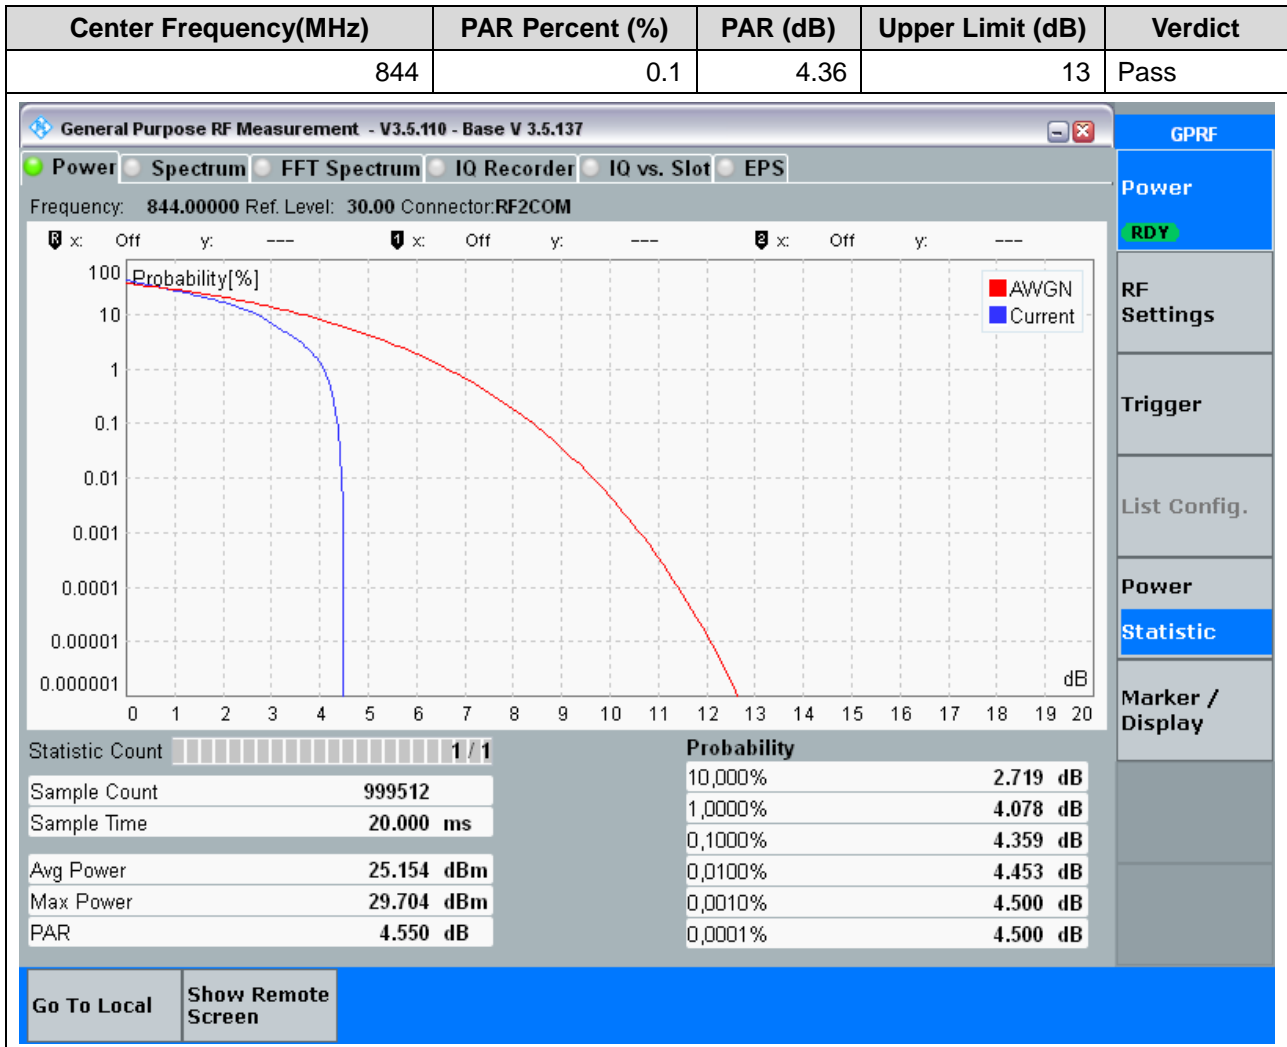 Center Frequency(MHz) PAR Percent (%) PAR (dB) Upper Limit (dB) Verdict
844 0.1 4.36 13 Pass
General Purpose RF Measurement - V3.5.110 - Base V 3.5.137
GPRF
Power Spectrum FFT Spectrum IQ Recorder IQ vs. Slot EPS
Power
RDY
Frequency: 844.00000 Ref. Level: 30.00 Connector:RF2COM
R x: Off y: --- 1 x: Off y: --- 2 x: Off y: ---
Probability[%]
AWGN
Current
100
10
1
0.1
0.01
0.001
0.0001
0.00001
0.000001
dB
0 1 2 3 4 5 6 7 8 9 10 11 12 13 14 15 16 17 18 19 20
RF
Settings
Trigger
List Config.
Power
Statistic
Marker /
Display
Statistic Count 1 / 1
Sample Count 999512
Sample Time 20.000 ms
Avg Power 25.154 dBm
Max Power 29.704 dBm
PAR 4.550 dB
Probability
10,000% 2.719 dB
1,0000% 4.078 dB
0,1000% 4.359 dB
0,0100% 4.453 dB
0,0010% 4.500 dB
0,0001% 4.500 dB
Go To Local
Show Remote
Screen